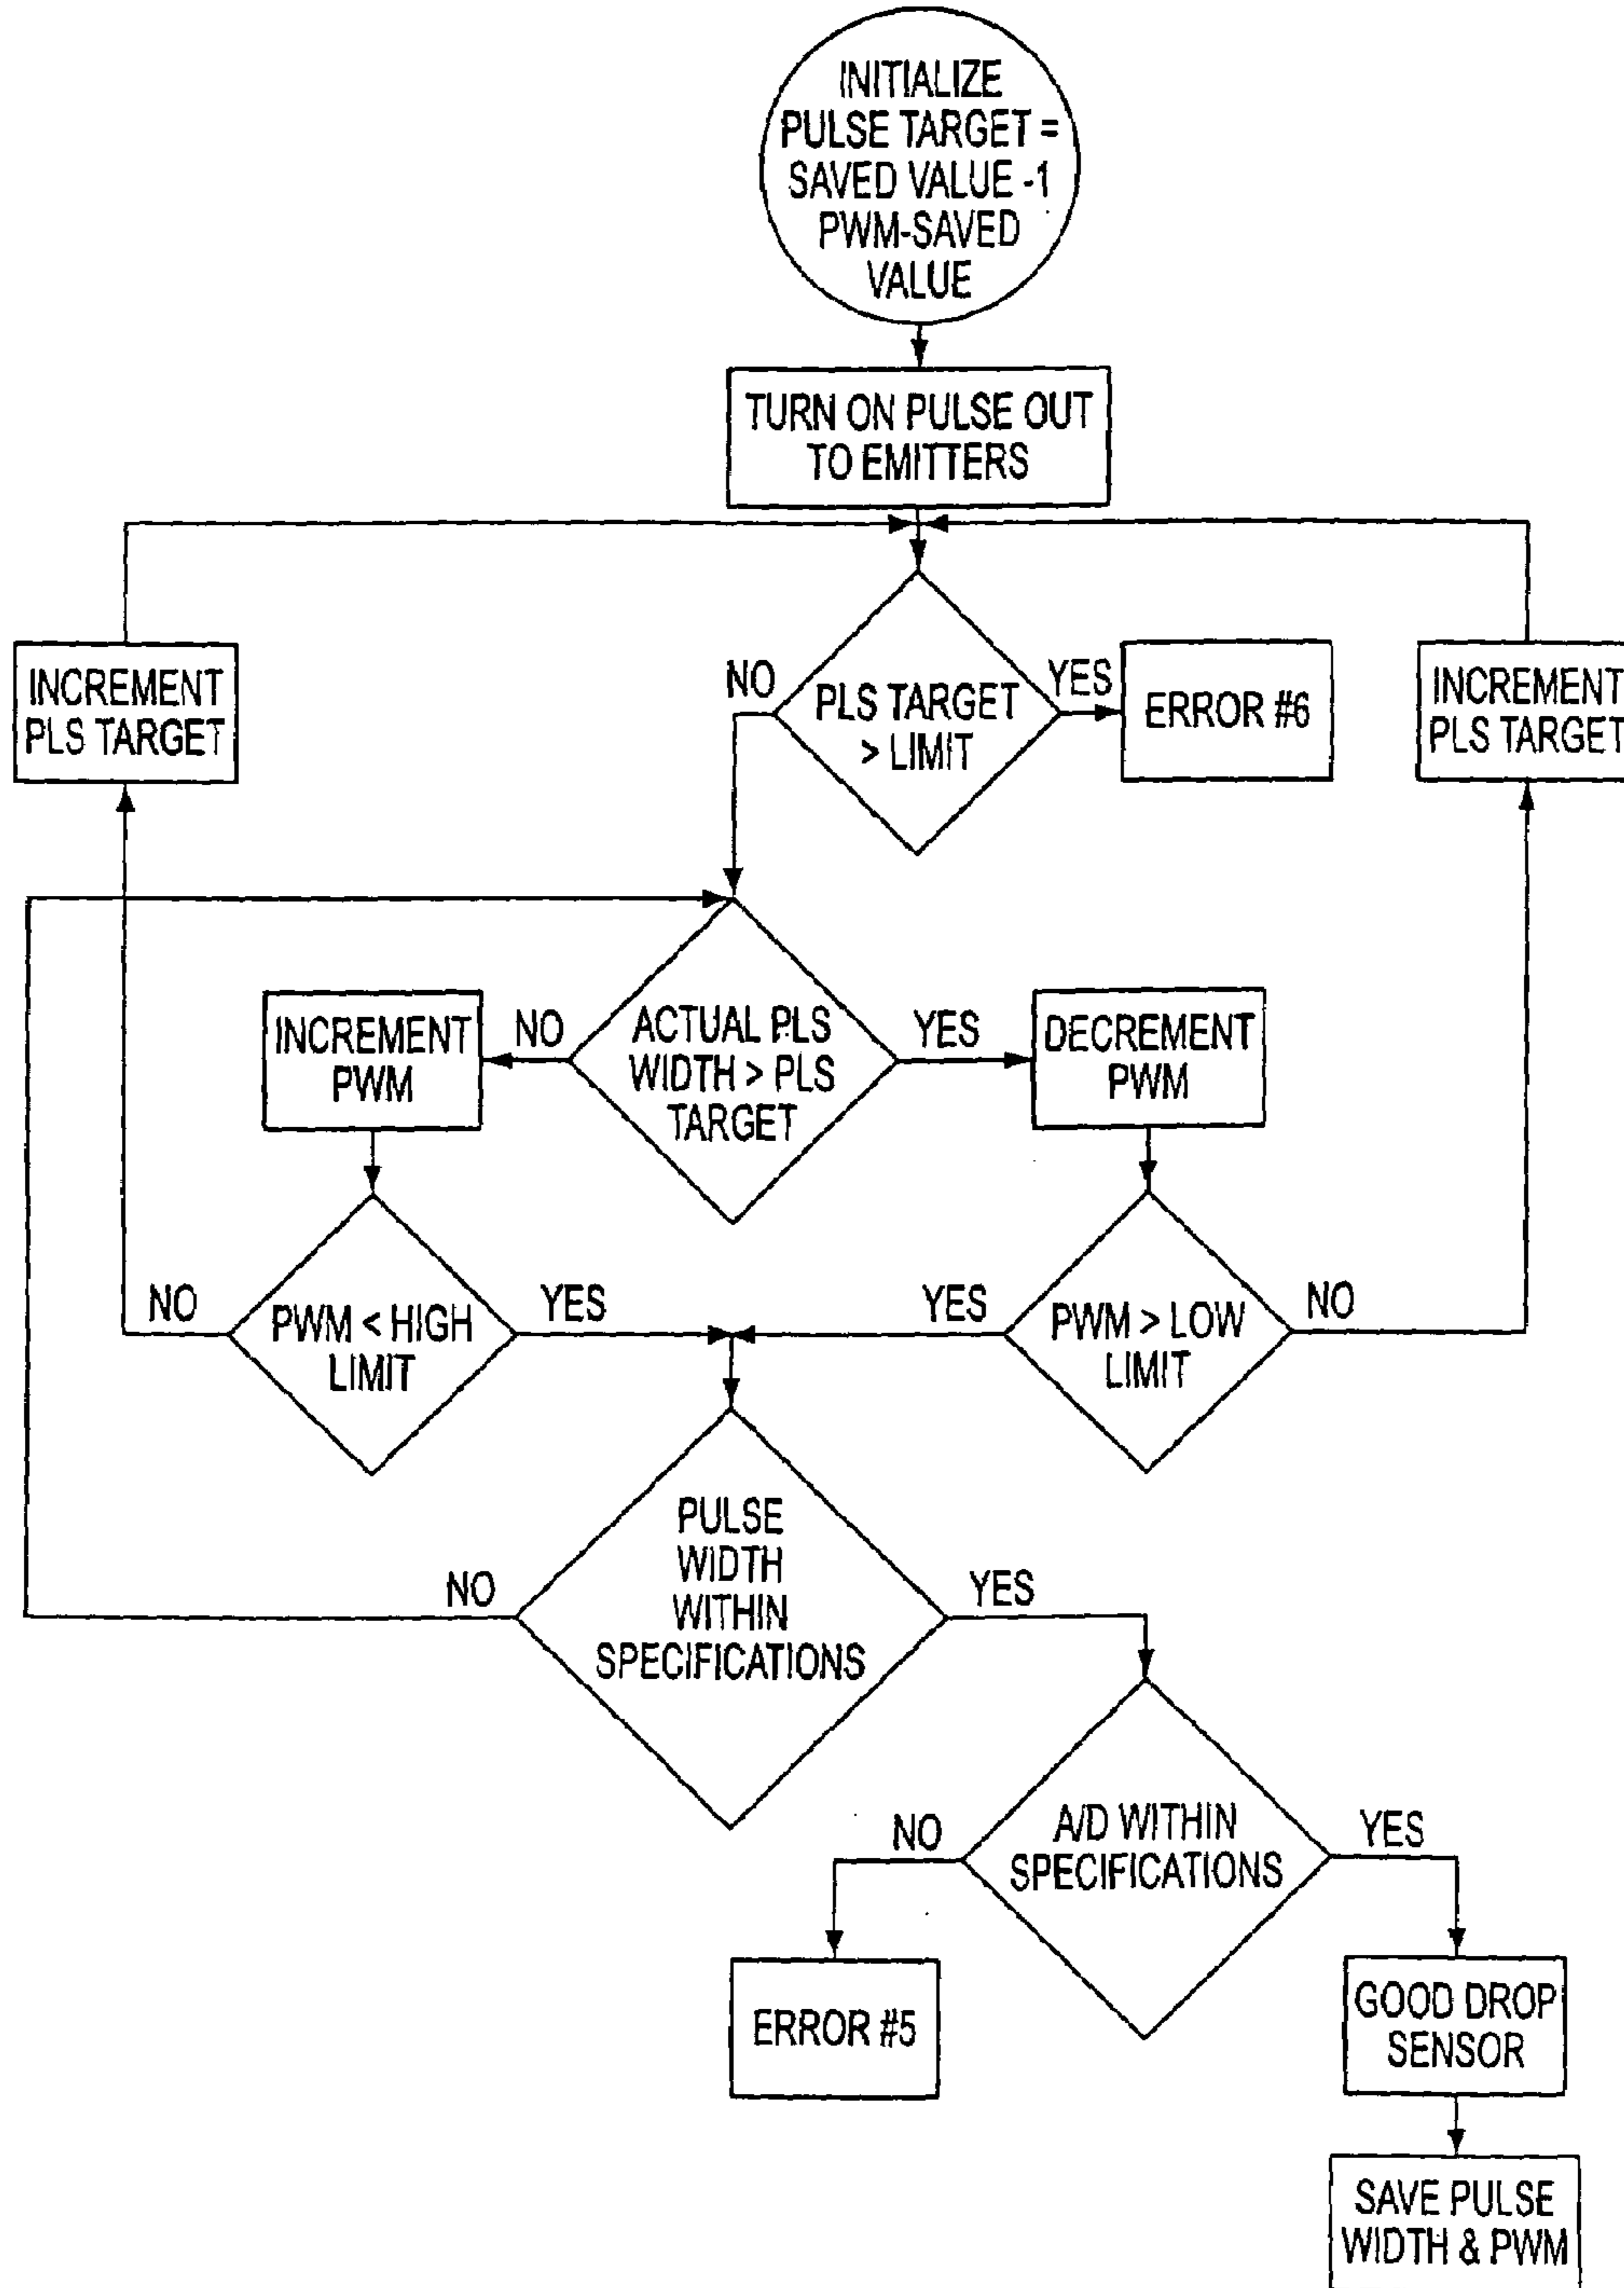 INITIALIZE
PULSE TARGET =
SAVED VALUE -1
PWM-SAVED
VALUE
TURN ON PULSE OUT
TO EMITTERS
INCREMENT
PLS TARGET
NO
PLS TARGET
> LIMIT
YES
ERROR #6
INCREMENT
PLS TARGET
INCREMENT
PWM
NO
ACTUAL PLS
WIDTH > PLS
TARGET
YES
DECREMENT
PWM
NO
PWM < HIGH
LIMIT
YES
YES
PWM > LOW
LIMIT
NO
NO
PULSE
WIDTH
WITHIN
SPECIFICATIONS
YES
NO
A/D WITHIN
SPECIFICATIONS
YES
ERROR #5
GOOD DROP
SENSOR
SAVE PULSE
WIDTH & PWM